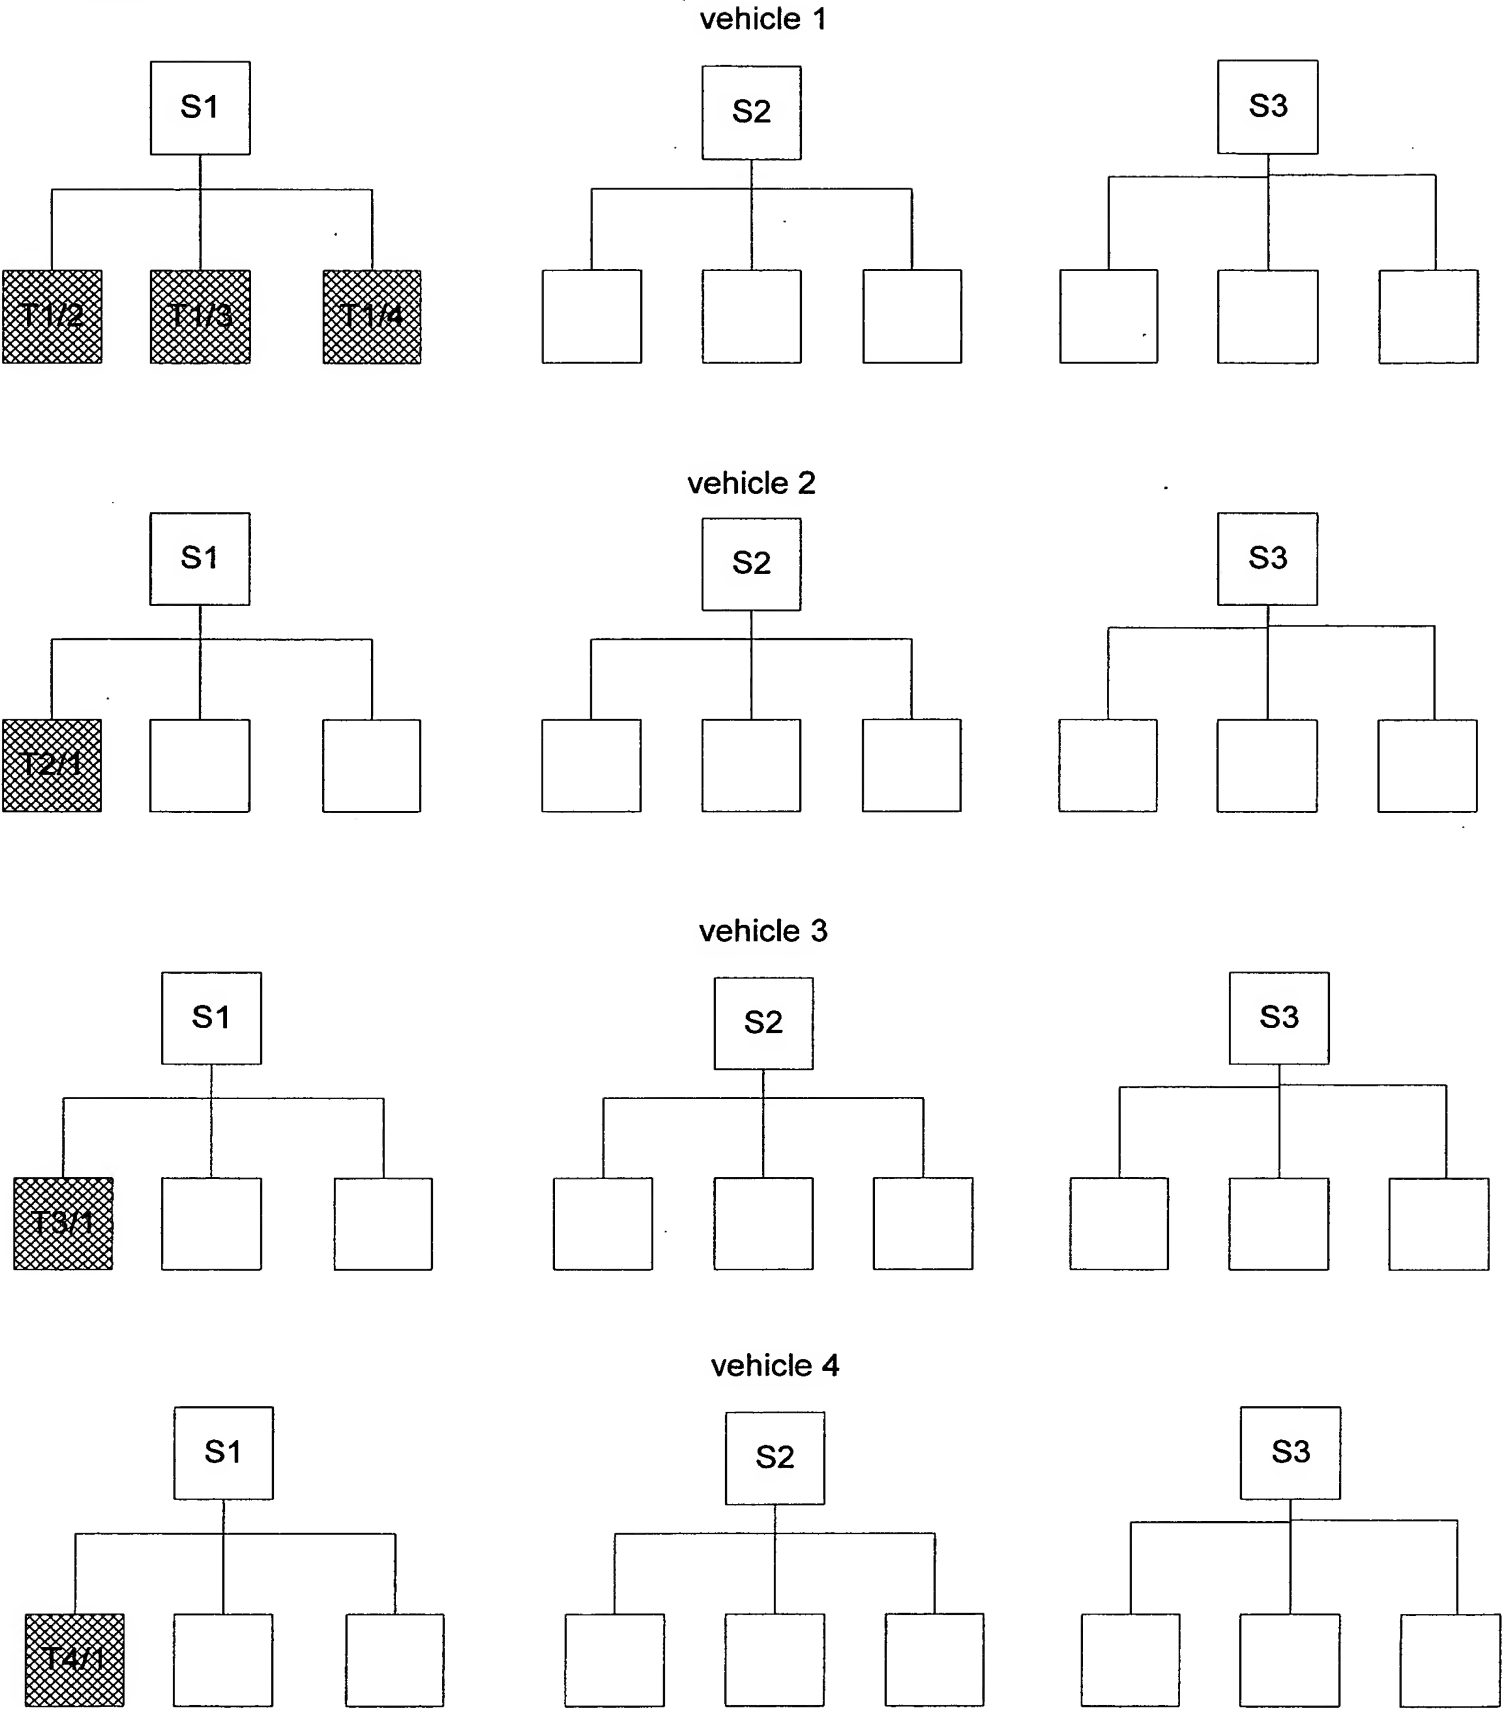 vehicle 1
S1 S2 S3
T1/2 T1/3 T1/4
vehicle 2
S1 S2 S3
T2/1
vehicle 3
S1 S2 S3
T3/1
vehicle 4
S1 S2 S3
T4/1